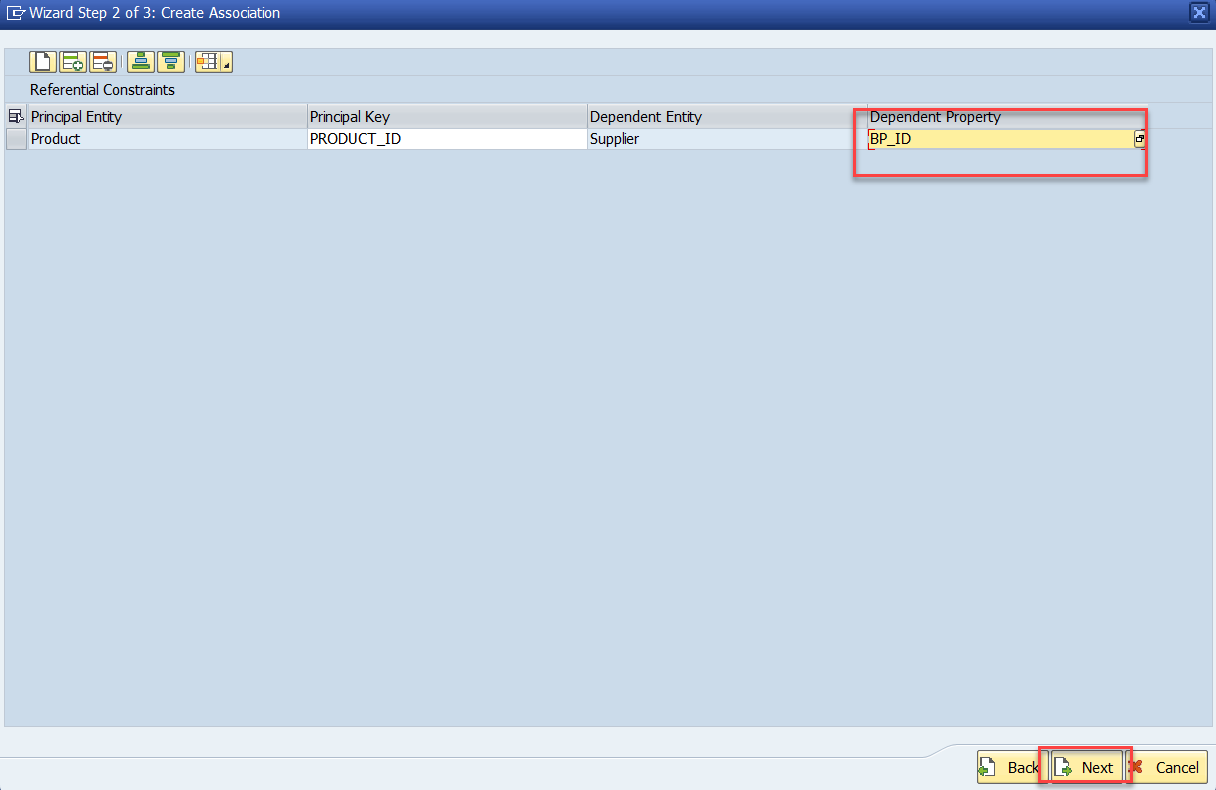 Wizard Step 2 of 3: Create Association
Referential Constraints
Principal Entity Principal Key Dependent Entity Dependent Property
Product PRODUCT_ID Supplier BP_ID
Back Next Cancel